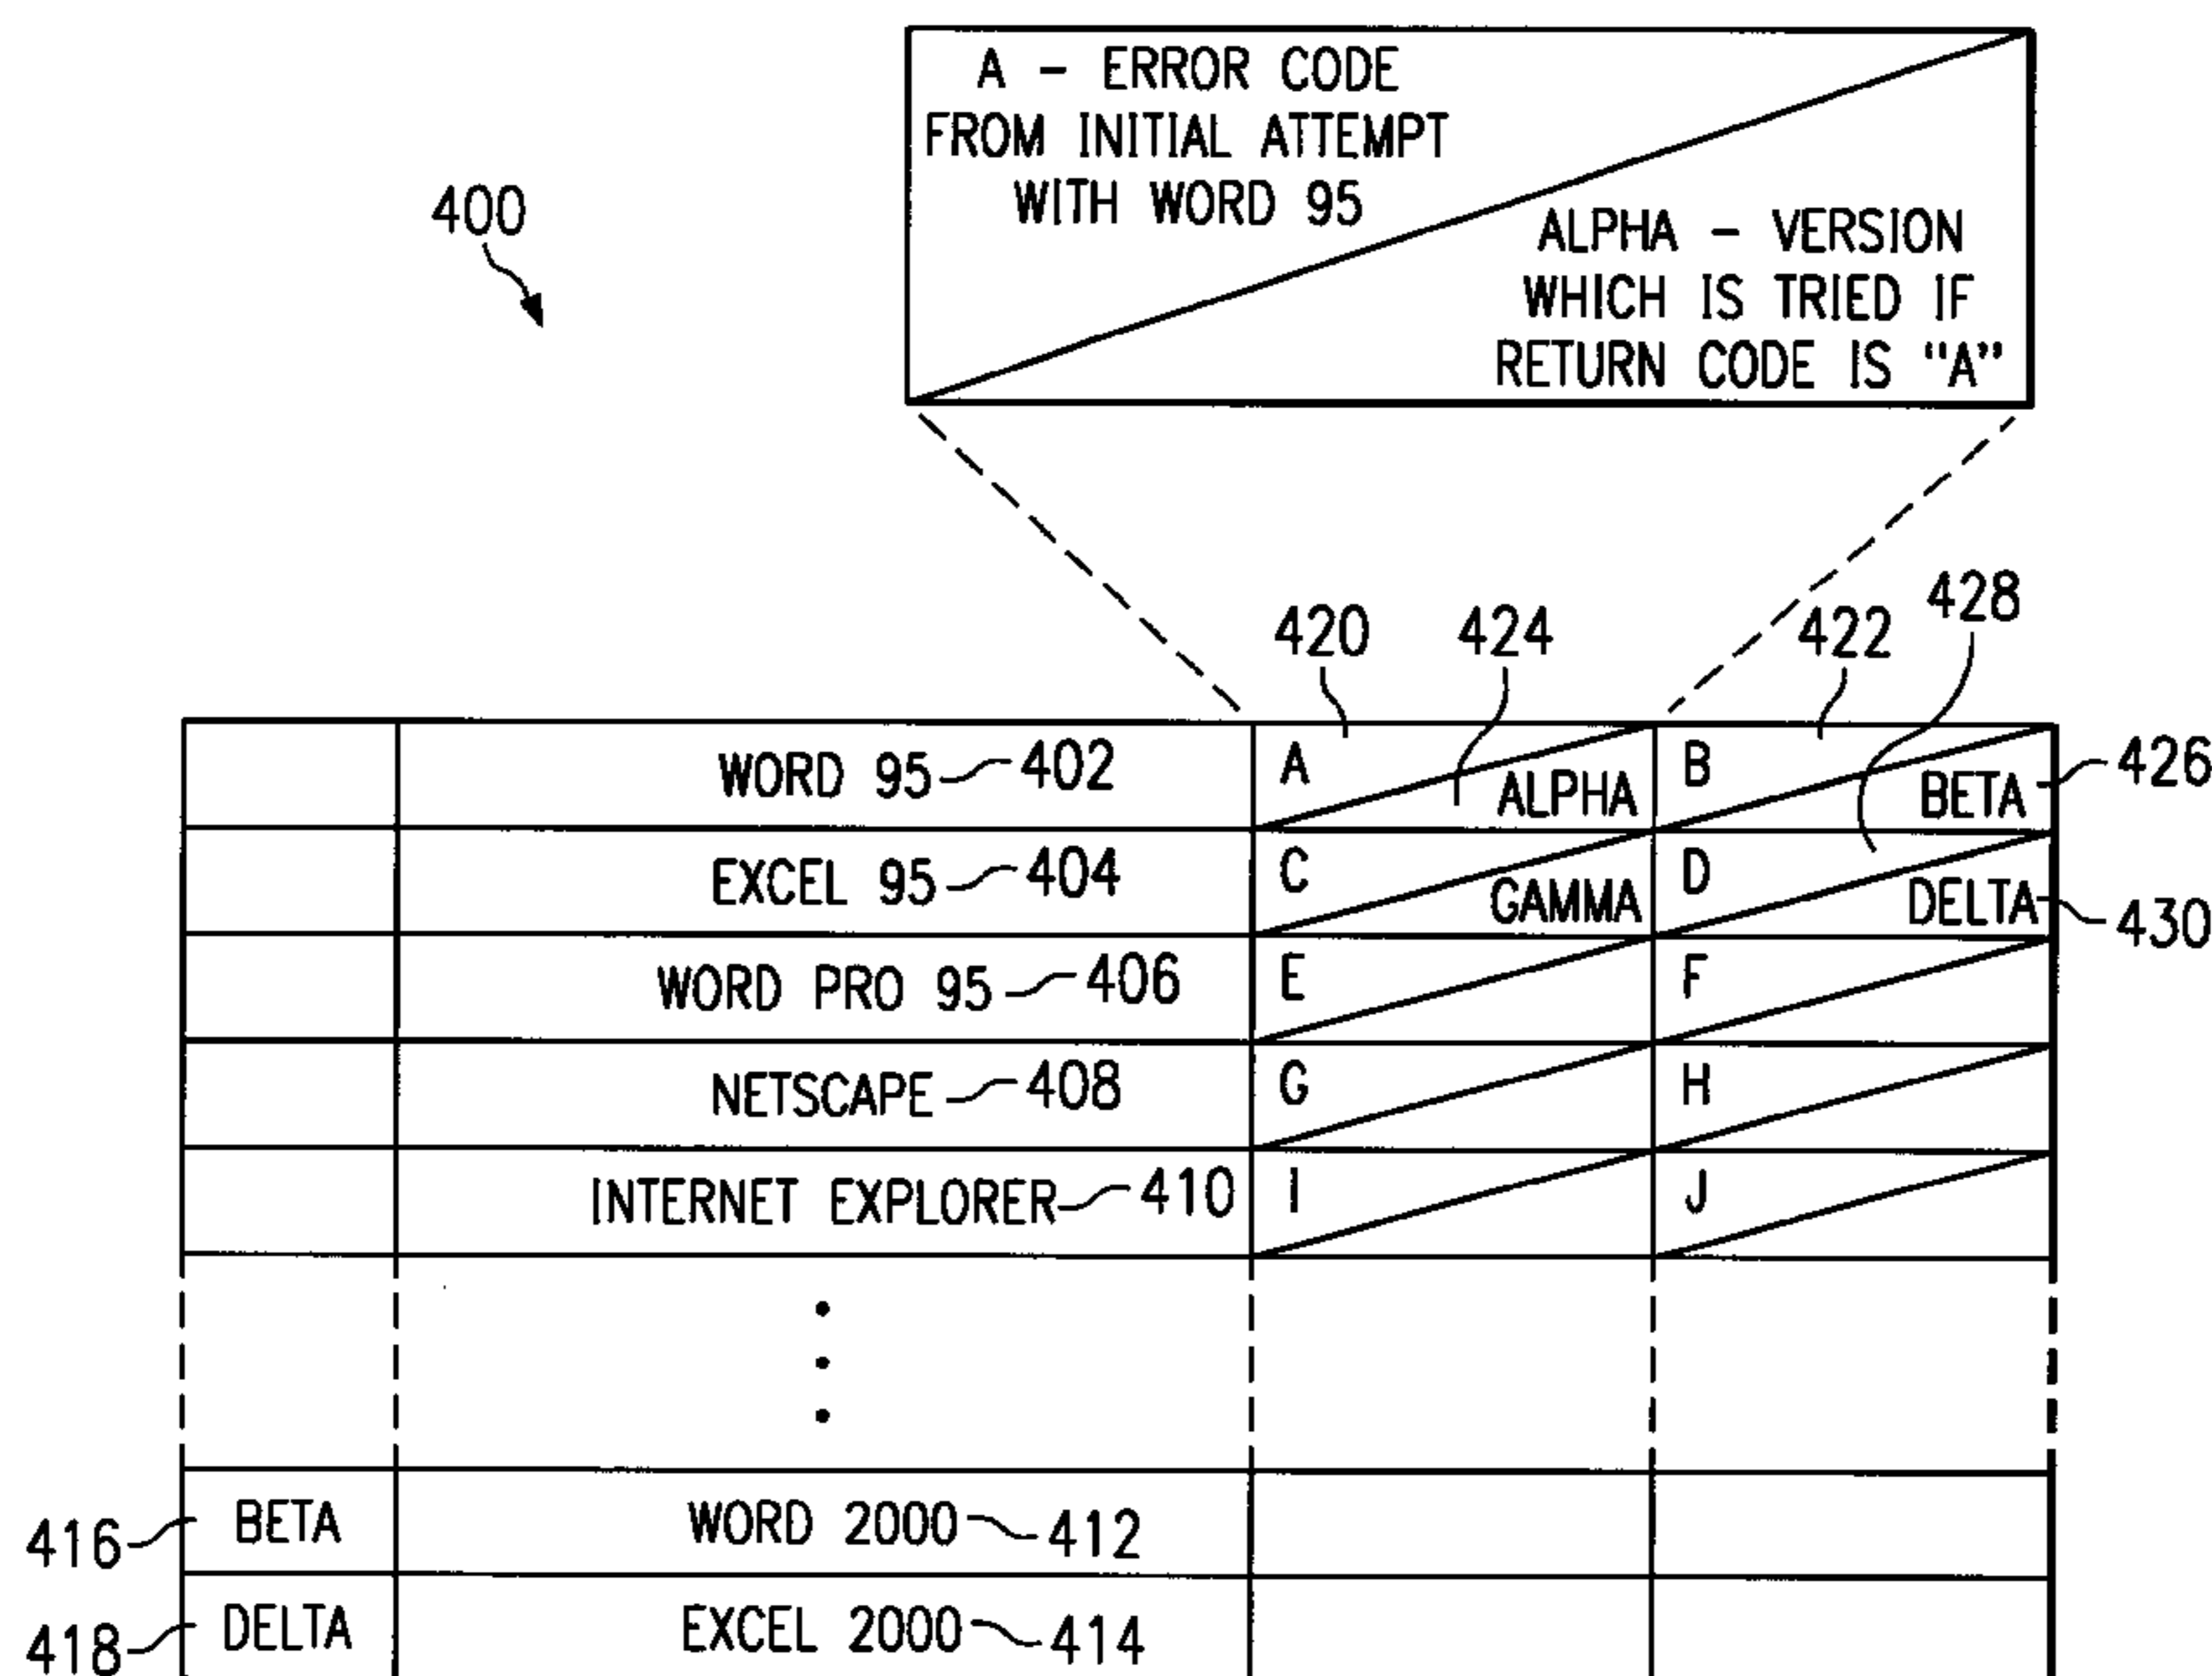 A - ERROR CODE
FROM INITIAL ATTEMPT
WITH WORD 95
ALPHA - VERSION
WHICH IS TRIED IF
RETURN CODE IS "A"
400
420 424 422 428
WORD 95 402 A ALPHA B BETA 426
EXCEL 95 404 C GAMMA D DELTA 430
WORD PRO 95 406 E F
NETSCAPE 408 G H
INTERNET EXPLORER 410 I J
416 BETA WORD 2000 412
418 DELTA EXCEL 2000 414